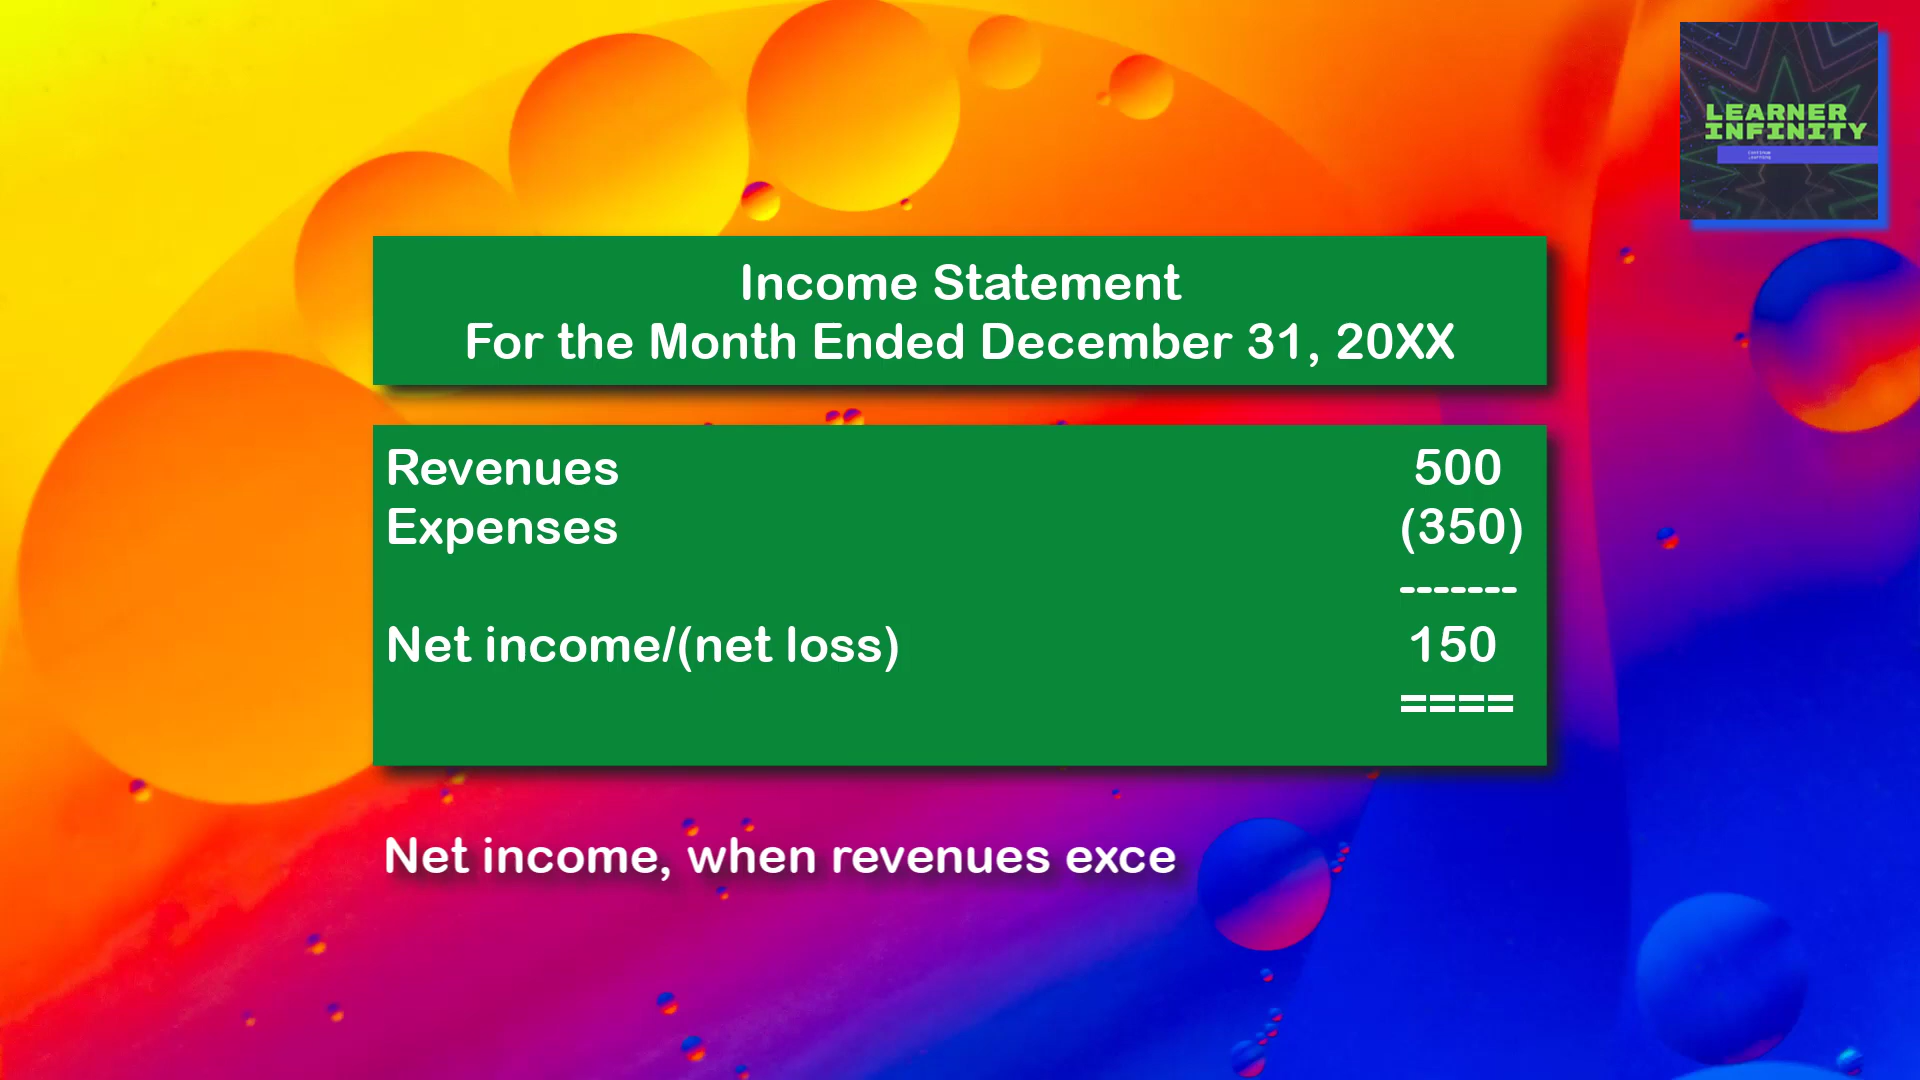 LEARNER
INFINITY
Income Statement
For the Month Ended December 31, 20XX
Revenues 500
Expenses (350)
-------
Net income/(net loss) 150
====
Net income, when revenues exce